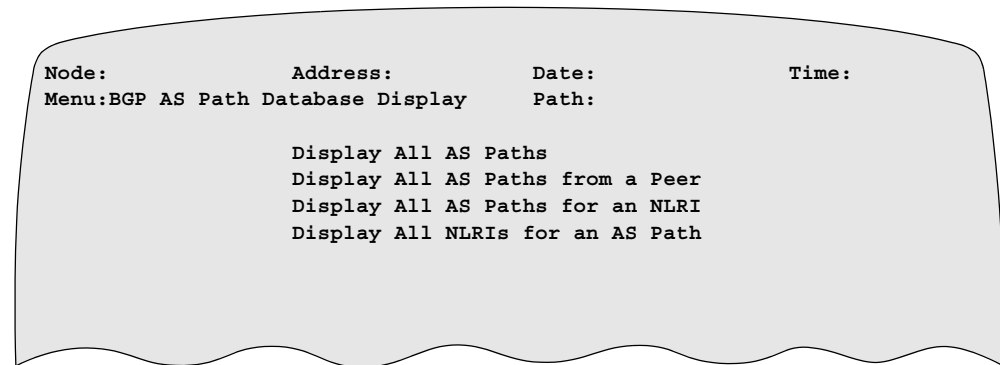 Node: Address: Date: Time:
Menu:BGP AS Path Database Display Path:
Display All AS Paths
Display All AS Paths from a Peer
Display All AS Paths for an NLRI
Display All NLRIs for an AS Path